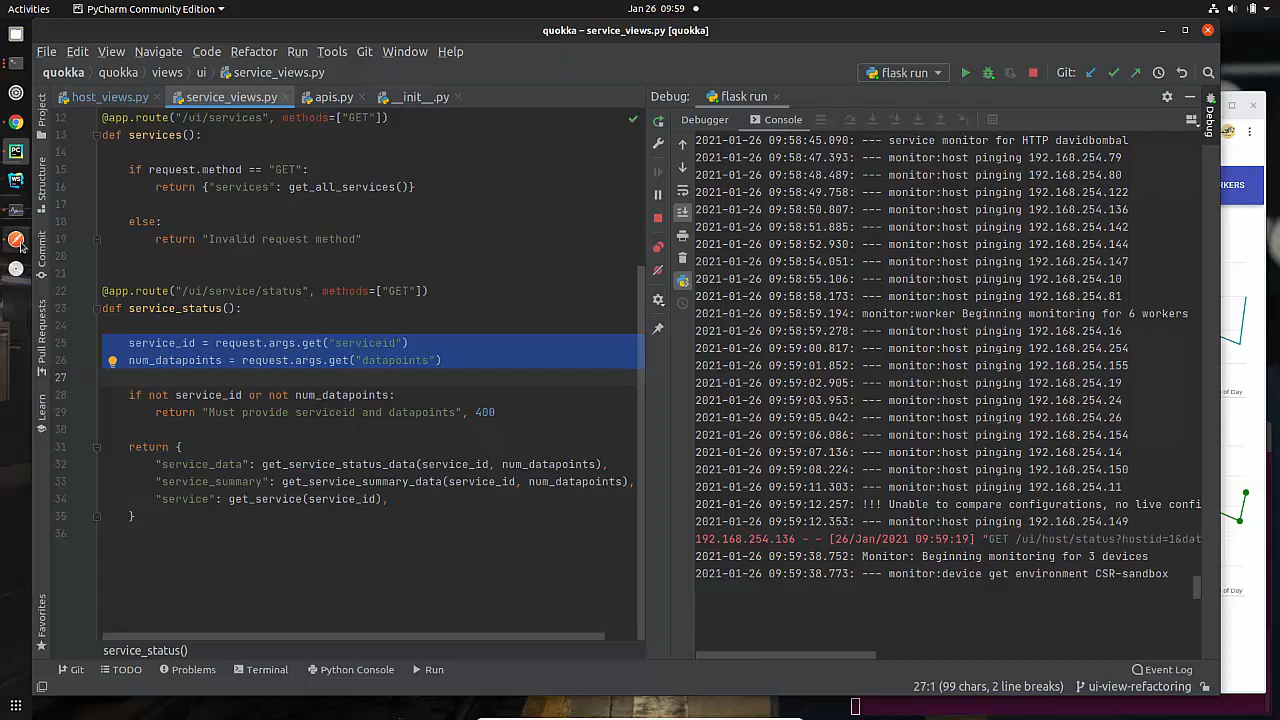 Activities
PyCharm Community Edition
Jan 26 09:59
quokka – service_views.py [quokka]
File Edit View Navigate Code Refactor Run Tools Git Window Help
quokka quokka views ui service_views.py
flask run
Git:
host_views.py service_views.py apis.py __init__.py
Debug: flask run
Debugger Console
Project
Structure
Commit
Pull Requests
Learn
Favorites
Debug
12 @app.route("/ui/services", methods=["GET"])
13 def services():
14
15 if request.method == "GET":
16 return {"services": get_all_services()}
17
18 else:
19 return "Invalid request method"
20
21
22 @app.route("/ui/service/status", methods=["GET"])
23 def service_status():
24
25 service_id = request.args.get("serviceid")
26 num_datapoints = request.args.get("datapoints")
27
28 if not service_id or not num_datapoints:
29 return "Must provide serviceid and datapoints", 400
30
31 return {
32 "service_data": get_service_status_data(service_id, num_datapoints),
33 "service_summary": get_service_summary_data(service_id, num_datapoints),
34 "service": get_service(service_id),
35 }
36
service_status()
2021-01-26 09:58:45.090: --- service monitor for HTTP davidbombal
2021-01-26 09:58:47.393: --- monitor:host pinging 192.168.254.79
2021-01-26 09:58:48.489: --- monitor:host pinging 192.168.254.80
2021-01-26 09:58:49.758: --- monitor:host pinging 192.168.254.122
2021-01-26 09:58:50.807: --- monitor:host pinging 192.168.254.136
2021-01-26 09:58:51.885: --- monitor:host pinging 192.168.254.142
2021-01-26 09:58:52.930: --- monitor:host pinging 192.168.254.144
2021-01-26 09:58:54.051: --- monitor:host pinging 192.168.254.147
2021-01-26 09:58:55.106: --- monitor:host pinging 192.168.254.18
2021-01-26 09:58:58.173: --- monitor:host pinging 192.168.254.81
2021-01-26 09:58:59.194: monitor:worker Beginning monitoring for 6 workers
2021-01-26 09:58:59.278: --- monitor:host pinging 192.168.254.16
2021-01-26 09:59:00.817: --- monitor:host pinging 192.168.254.254
2021-01-26 09:59:01.852: --- monitor:host pinging 192.168.254.155
2021-01-26 09:59:02.905: --- monitor:host pinging 192.168.254.19
2021-01-26 09:59:03.953: --- monitor:host pinging 192.168.254.24
2021-01-26 09:59:05.042: --- monitor:host pinging 192.168.254.26
2021-01-26 09:59:06.086: --- monitor:host pinging 192.168.254.154
2021-01-26 09:59:07.136: --- monitor:host pinging 192.168.254.14
2021-01-26 09:59:08.224: --- monitor:host pinging 192.168.254.150
2021-01-26 09:59:11.303: --- monitor:host pinging 192.168.254.11
2021-01-26 09:59:12.257: !!! Unable to compare configurations, no live confi
2021-01-26 09:59:12.353: --- monitor:host pinging 192.168.254.149
192.168.254.136 - - [26/Jan/2021 09:59:19] "GET /ui/host/status?hostid=1&dat
2021-01-26 09:59:38.752: Monitor: Beginning monitoring for 3 devices
2021-01-26 09:59:38.773: --- monitor:device get environment CSR-sandbox
RKERS
of Day
of Day
Git TODO Problems Terminal Python Console Run Event Log
27:1 (99 chars, 2 line breaks) ui-view-refactoring